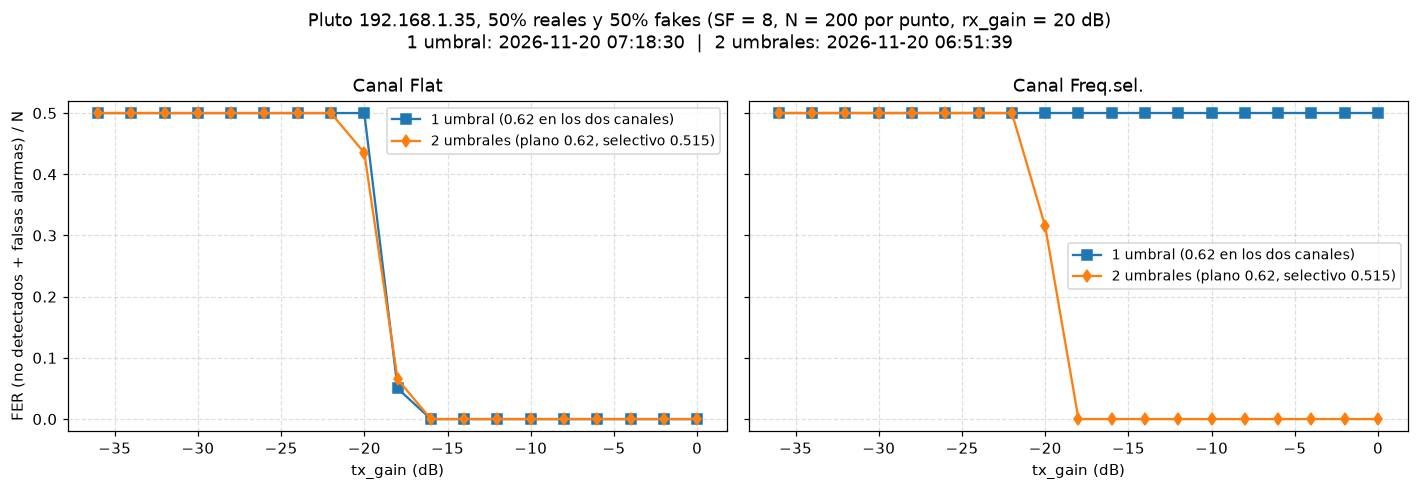 Pluto 192.168.1.35, 50% reales y 50% fakes (SF = 8, N = 200 por punto, rx_gain = 20 dB)
1 umbral: 2026-11-20 07:18:30 | 2 umbrales: 2026-11-20 06:51:39
Canal Flat
FER (no detectados + falsas alarmas) / N
0.5
0.4
0.3
0.2
0.1
0.0
1 umbral (0.62 en los dos canales)
2 umbrales (plano 0.62, selectivo 0.515)
−35 −30 −25 −20 −15 −10 −5 0
tx_gain (dB)
Canal Freq.sel.
1 umbral (0.62 en los dos canales)
2 umbrales (plano 0.62, selectivo 0.515)
−35 −30 −25 −20 −15 −10 −5 0
tx_gain (dB)